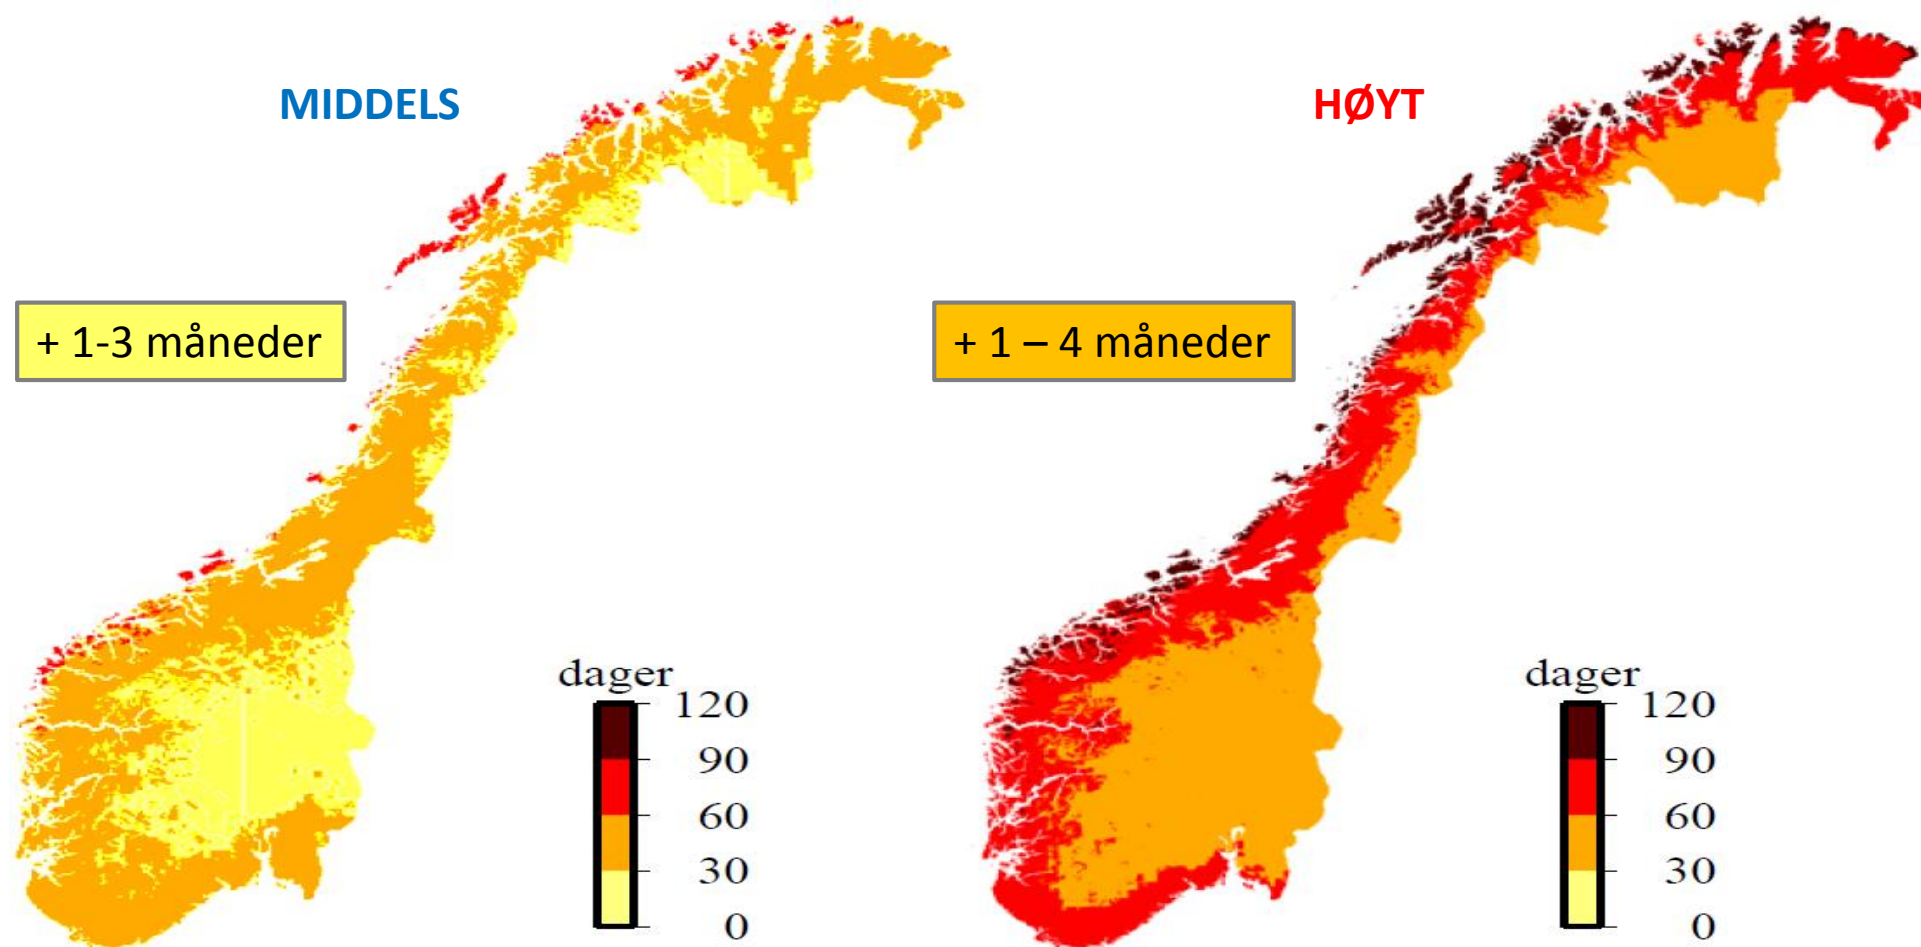 MIDDELS
HØYT
+ 1-3 måneder
+ 1 – 4 måneder
dager
120
90
60
30
0
dager
120
90
60
30
0